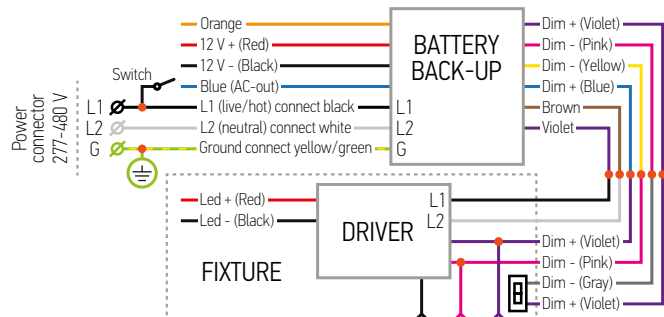 Orange
12 V + (Red)
12 V - (Black)
Switch
Blue (AC-out)
L1 (live/hot) connect black
L2 (neutral) connect white
Ground connect yellow/green
Power
connector
277-480 V
L1
L2
G
BATTERY
BACK-UP
L1
L2
G
Dim + (Violet)
Dim - (Pink)
Dim - (Yellow)
Dim + (Blue)
Brown
Violet
Led + (Red)
Led - (Black)
DRIVER
L1
L2
FIXTURE
Dim + (Violet)
Dim - (Pink)
Dim - (Gray)
Dim + (Violet)